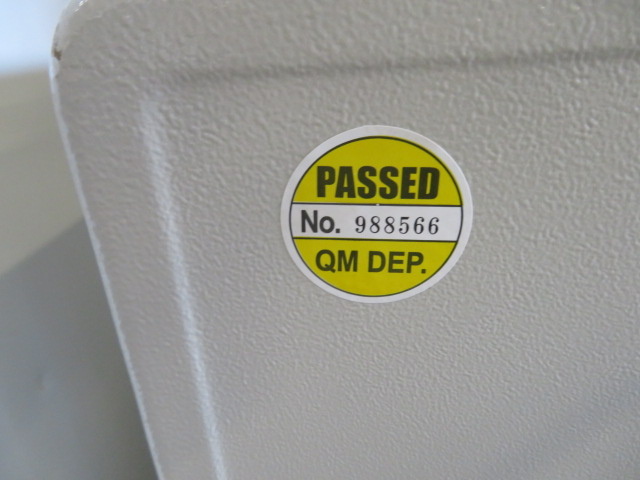 PASSED
No. 988566
QM DEP.